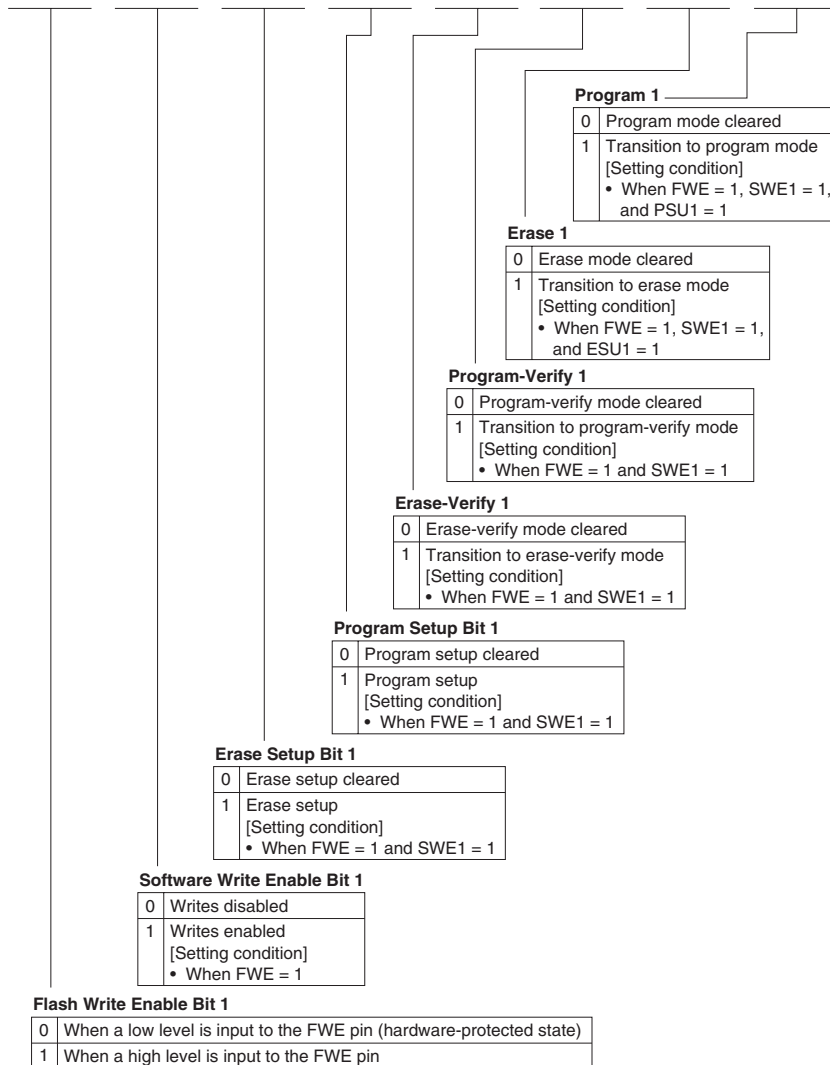 Program 1
0 Program mode cleared
1 Transition to program mode
[Setting condition]
• When FWE = 1, SWE1 = 1,
and PSU1 = 1
Erase 1
0 Erase mode cleared
1 Transition to erase mode
[Setting condition]
• When FWE = 1, SWE1 = 1,
and ESU1 = 1
Program-Verify 1
0 Program-verify mode cleared
1 Transition to program-verify mode
[Setting condition]
• When FWE = 1 and SWE1 = 1
Erase-Verify 1
0 Erase-verify mode cleared
1 Transition to erase-verify mode
[Setting condition]
• When FWE = 1 and SWE1 = 1
Program Setup Bit 1
0 Program setup cleared
1 Program setup
[Setting condition]
• When FWE = 1 and SWE1 = 1
Erase Setup Bit 1
0 Erase setup cleared
1 Erase setup
[Setting condition]
• When FWE = 1 and SWE1 = 1
Software Write Enable Bit 1
0 Writes disabled
1 Writes enabled
[Setting condition]
• When FWE = 1
Flash Write Enable Bit 1
0 When a low level is input to the FWE pin (hardware-protected state)
1 When a high level is input to the FWE pin